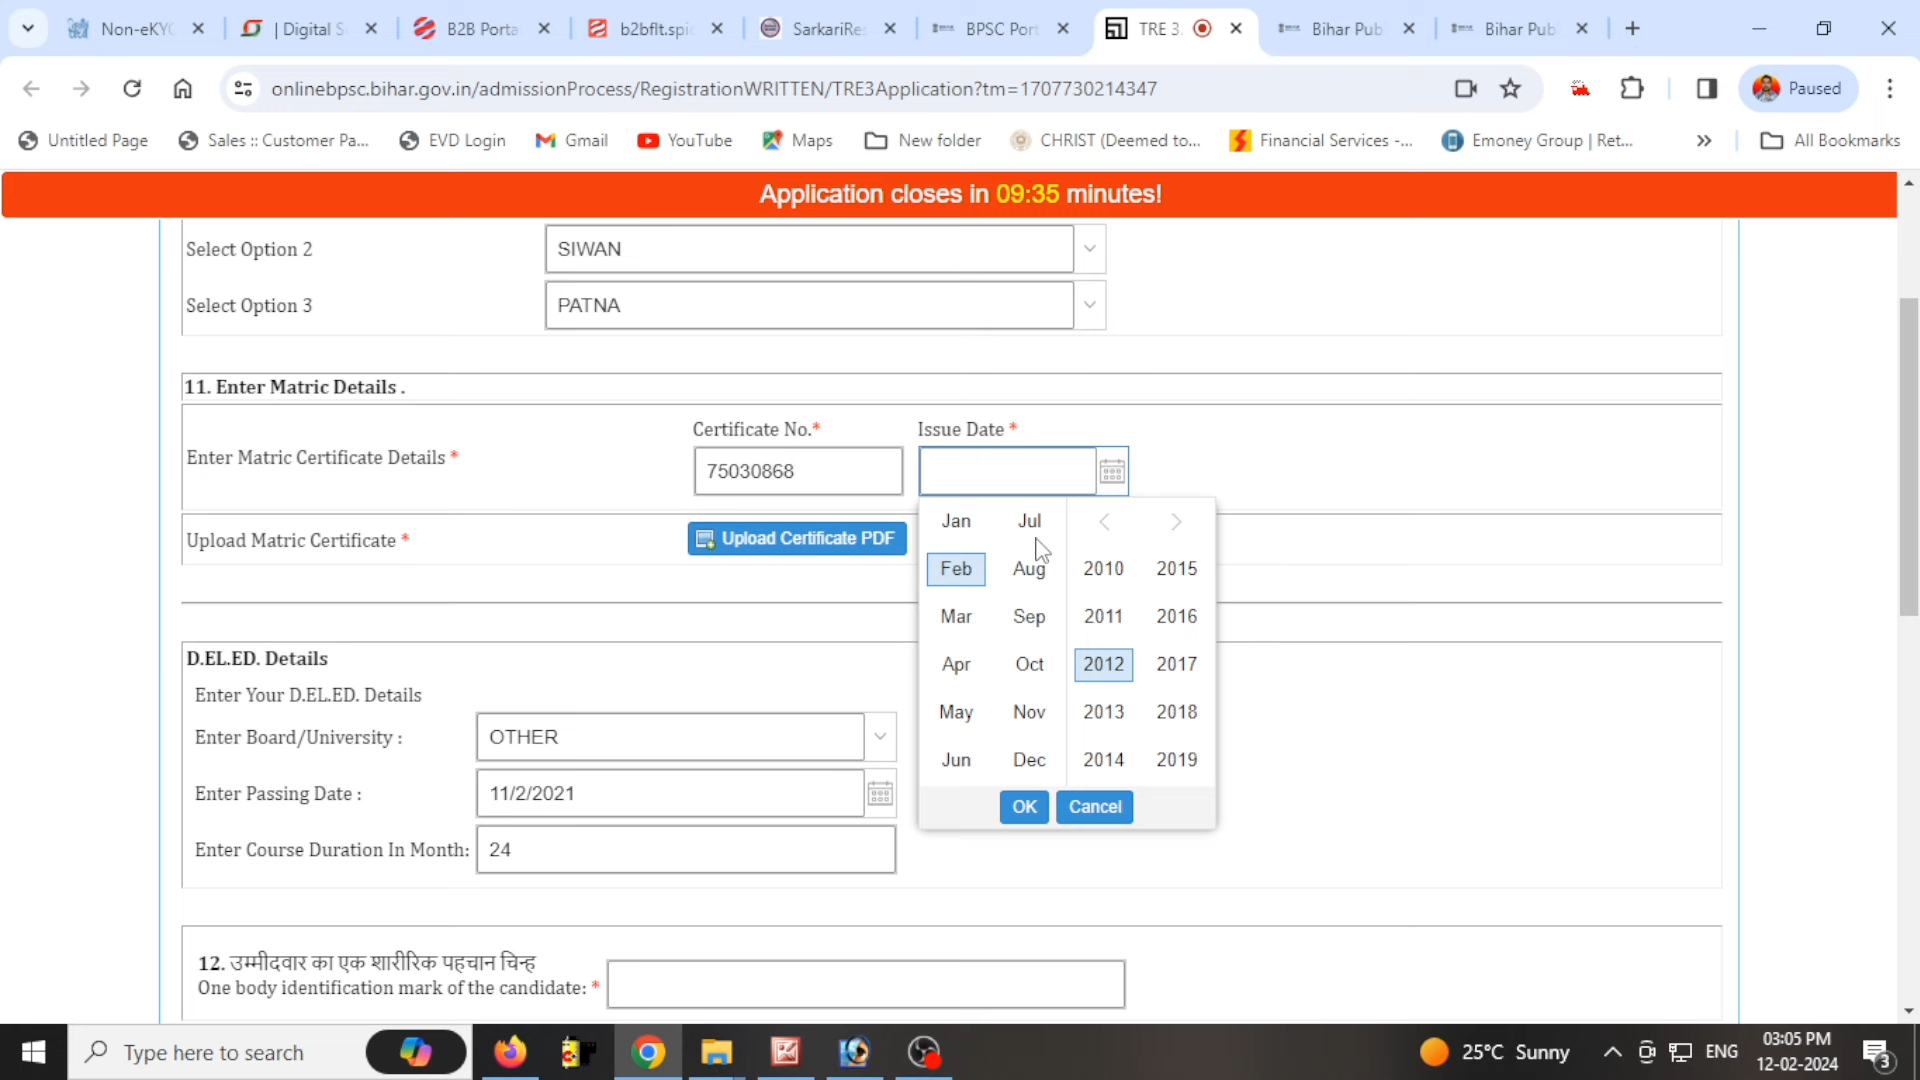 Non-eKYC
| Digital S
B2B Porta
b2bflt.spic
SarkariRes
BPSC Port
TRE 3.
Bihar Pub
Bihar Pub
onlinebpsc.bihar.gov.in/admissionProcess/RegistrationWRITTEN/TRE3Application?tm=1707730214347
Paused
Untitled Page
Sales :: Customer Pa...
EVD Login
Gmail
YouTube
Maps
New folder
CHRIST (Deemed to...
Financial Services -...
Emoney Group | Ret...
»
All Bookmarks
Application closes in 09:35 minutes!
Select Option 2
SIWAN
Select Option 3
PATNA
11. Enter Matric Details .
Certificate No.*
Issue Date *
Enter Matric Certificate Details *
75030868
Upload Matric Certificate *
Upload Certificate PDF
Jan Jul
Feb Aug 2010 2015
Mar Sep 2011 2016
Apr Oct 2012 2017
May Nov 2013 2018
Jun Dec 2014 2019
OK Cancel
D.EL.ED. Details
Enter Your D.EL.ED. Details
Enter Board/University :
OTHER
Enter Passing Date :
11/2/2021
Enter Course Duration In Month:
24
12. उम्मीदवार का एक शारीरिक पहचान चिन्ह
One body identification mark of the candidate: *
Type here to search
25°C Sunny
ENG
03:05 PM
12-02-2024
3